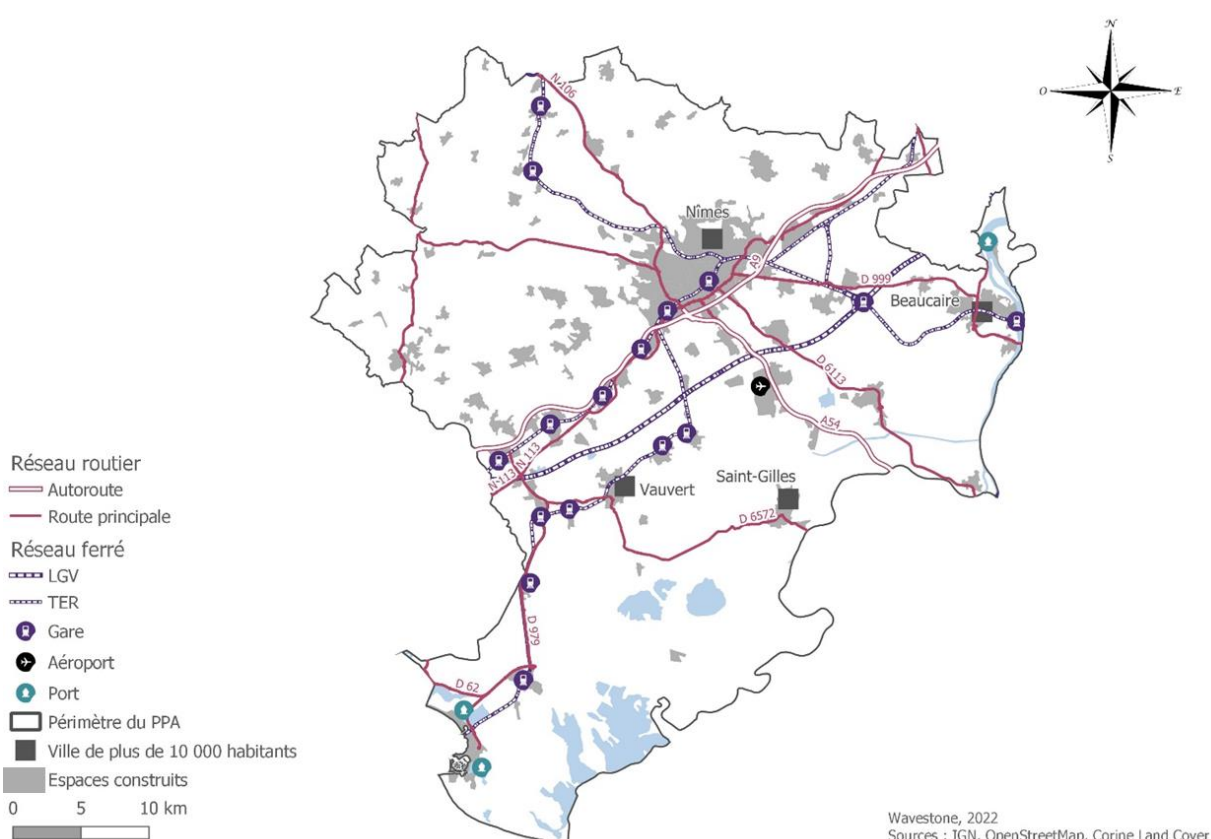 N
O
E
S
N 106
Nîmes
A9
D 999
Beaucaire
D 6113
A54
N 113
N 113
Vauvert
Saint-Gilles
D 6572
D 979
D 62
Réseau routier
Autoroute
Route principale
Réseau ferré
LGV
TER
Gare
Aéroport
Port
Périmètre du PPA
Ville de plus de 10 000 habitants
Espaces construits
0 5 10 km
Wavestone, 2022
Sources : IGN, OpenStreetMap, Corine Land Cover